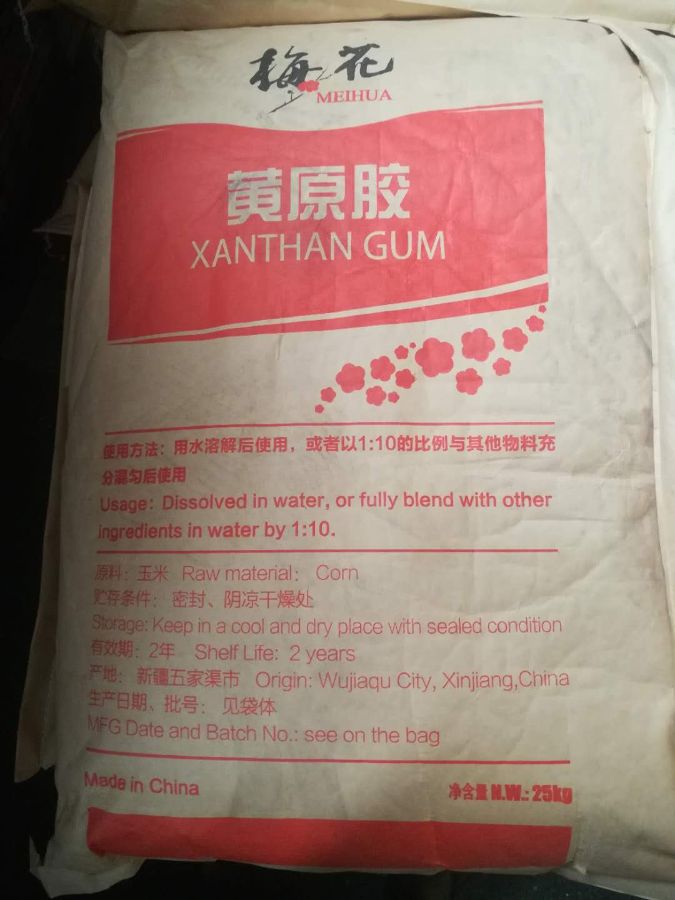 梅花
MEIHUA
黄原胶
XANTHAN GUM
使用方法：用水溶解后使用，或者以1:10的比例与其他物料充
分混匀后使用
Usage: Dissolved in water, or fully blend with other
ingredients in water by 1:10.
原料：玉米 Raw material: Corn
贮存条件：密封、阴凉干燥处
Storage: Keep in a cool and dry place with sealed condition
有效期：2年 Shelf Life: 2 years
产地：新疆五家渠市 Origin: Wujiaqu City, Xinjiang,China
生产日期、批号：见袋体
MFG Date and Batch No.: see on the bag
Made in China
净含量 N.W.: 25kg